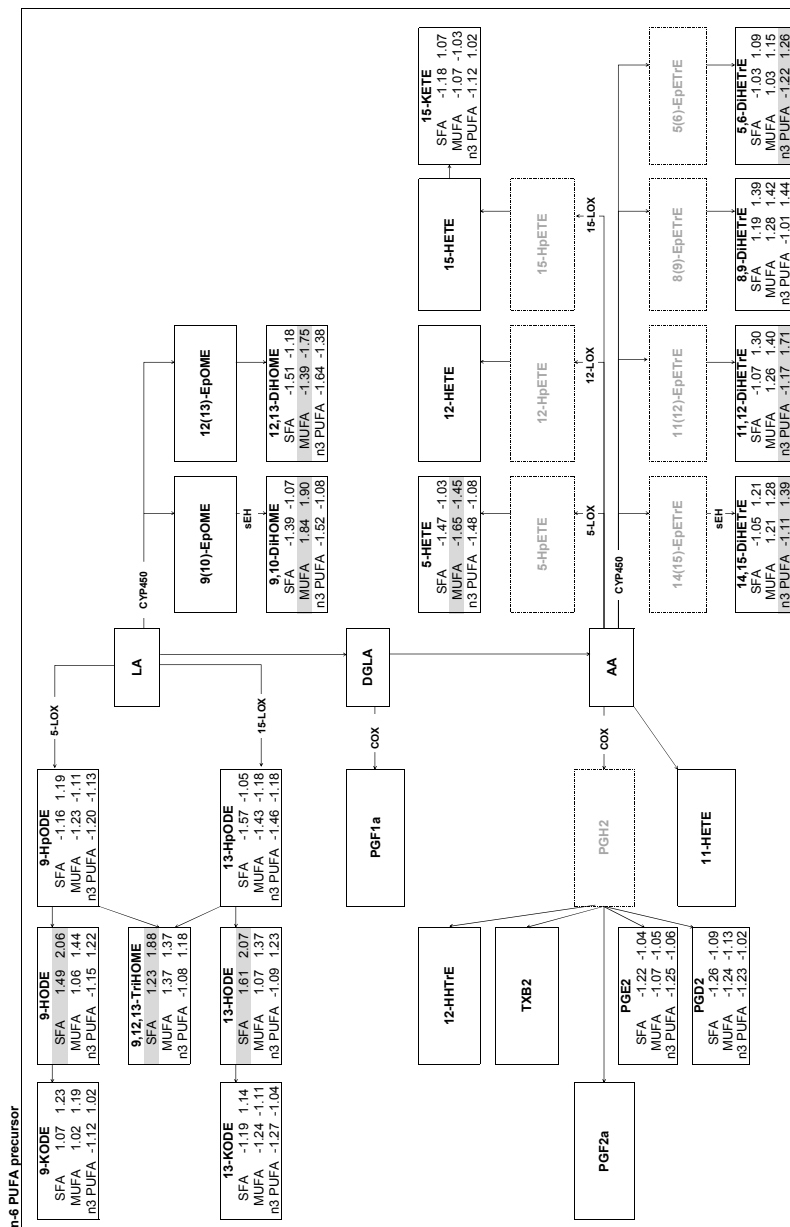 n-6 PUFA precursor
9-KODE
SFA 1.07 1.23
MUFA 1.02 1.19
n3 PUFA -1.12 1.02
9-HODE
SFA 1.49 2.06
MUFA 1.06 1.44
n3 PUFA -1.15 1.22
9-HpODE
SFA -1.16 1.19
MUFA -1.23 -1.11
n3 PUFA -1.20 -1.13
5-LOX
9,12,13-TriHOME
SFA 1.23 1.88
MUFA 1.37 1.37
n3 PUFA -1.08 1.18
LA
CYP450
9(10)-EpOME
12(13)-EpOME
13-KODE
SFA -1.19 1.14
MUFA -1.24 -1.11
n3 PUFA -1.27 -1.04
13-HODE
SFA 1.61 2.07
MUFA 1.07 1.37
n3 PUFA -1.09 1.23
13-HpODE
SFA -1.57 -1.05
MUFA -1.43 -1.18
n3 PUFA -1.46 -1.18
15-LOX
sEH
9,10-DiHOME
SFA -1.39 -1.07
MUFA 1.84 1.90
n3 PUFA -1.52 -1.08
12,13-DiHOME
SFA -1.51 -1.18
MUFA -1.39 -1.75
n3 PUFA -1.64 -1.38
PGF1a
COX
DGLA
12-HHTrE
5-HETE
SFA -1.47 -1.03
MUFA -1.65 -1.45
n3 PUFA -1.48 -1.08
12-HETE
15-HETE
15-KETE
SFA -1.18 1.07
MUFA -1.07 -1.03
n3 PUFA -1.12 1.02
TXB2
5-HpETE
12-HpETE
15-HpETE
PGF2a
PGH2
COX
AA
5-LOX
12-LOX
15-LOX
CYP450
PGE2
SFA -1.22 -1.04
MUFA -1.07 -1.05
n3 PUFA -1.25 -1.06
14(15)-EpETrE
11(12)-EpETrE
8(9)-EpETrE
5(6)-EpETrE
PGD2
SFA -1.26 -1.09
MUFA -1.24 -1.13
n3 PUFA -1.23 -1.02
11-HETE
sEH
14,15-DiHETrE
SFA -1.05 1.21
MUFA 1.21 1.28
n3 PUFA -1.11 1.39
11,12-DiHETrE
SFA -1.07 1.30
MUFA 1.26 1.40
n3 PUFA -1.17 1.71
8,9-DiHETrE
SFA 1.19 1.39
MUFA 1.28 1.42
n3 PUFA -1.01 1.44
5,6-DiHETrE
SFA -1.03 1.09
MUFA 1.03 1.15
n3 PUFA -1.22 1.26